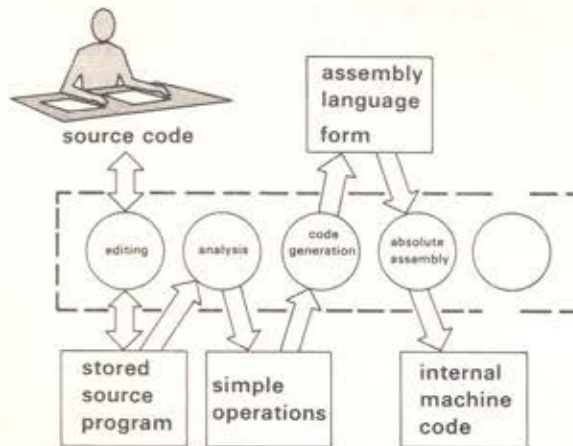 source code
assembly
language
form
editing
analysis
code
generation
absolute
assembly
stored
source
program
simple
operations
internal
machine
code